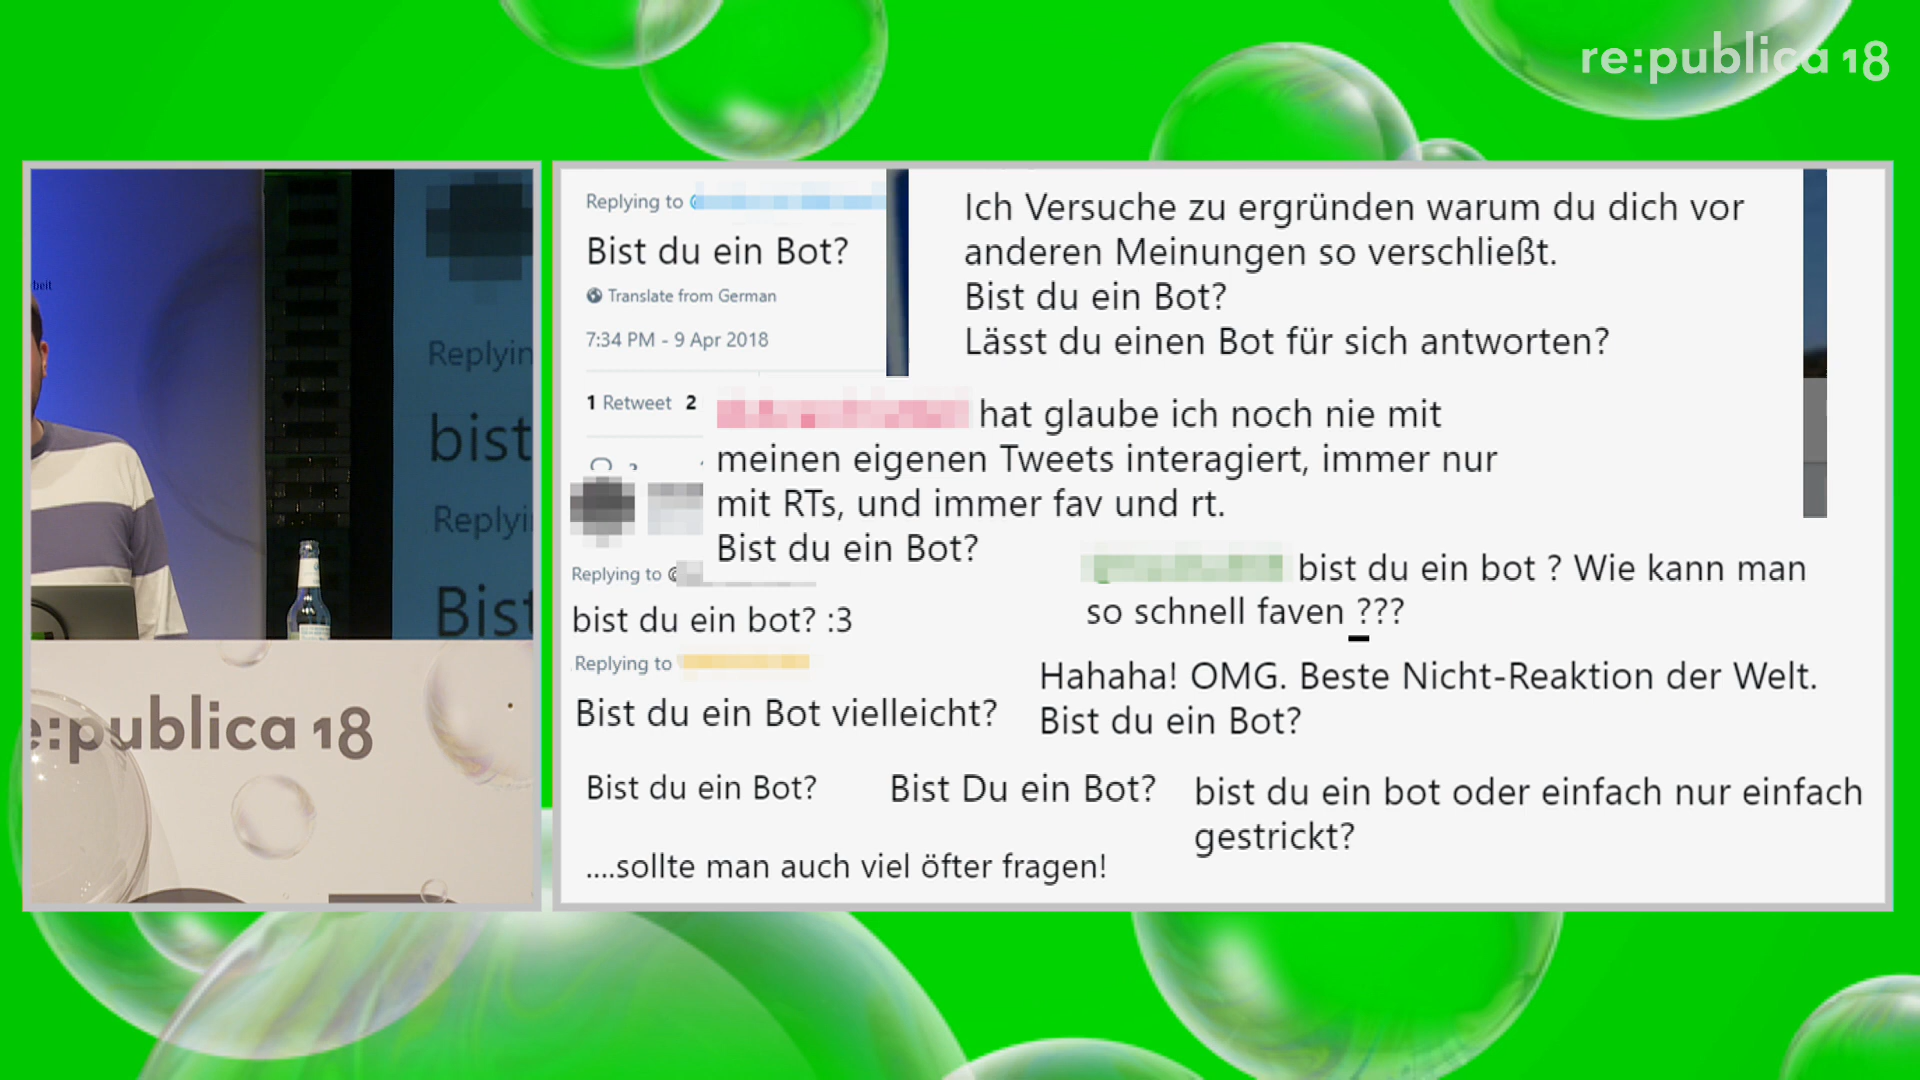 re:publica 18
beit
Replyin
bist
Replyi
Bist
e:publica 18
Replying to
Bist du ein Bot?
Translate from German
7:34 PM - 9 Apr 2018
1 Retweet 2
Ich Versuche zu ergründen warum du dich vor
anderen Meinungen so verschließt.
Bist du ein Bot?
Lässt du einen Bot für sich antworten?
hat glaube ich noch nie mit
meinen eigenen Tweets interagiert, immer nur
mit RTs, und immer fav und rt.
Bist du ein Bot?
Replying to @
bist du ein bot? :3
bist du ein bot ? Wie kann man
so schnell faven ???
Replying to
Bist du ein Bot vielleicht?
Hahaha! OMG. Beste Nicht-Reaktion der Welt.
Bist du ein Bot?
Bist du ein Bot?
Bist Du ein Bot?
bist du ein bot oder einfach nur einfach
gestrickt?
....sollte man auch viel öfter fragen!